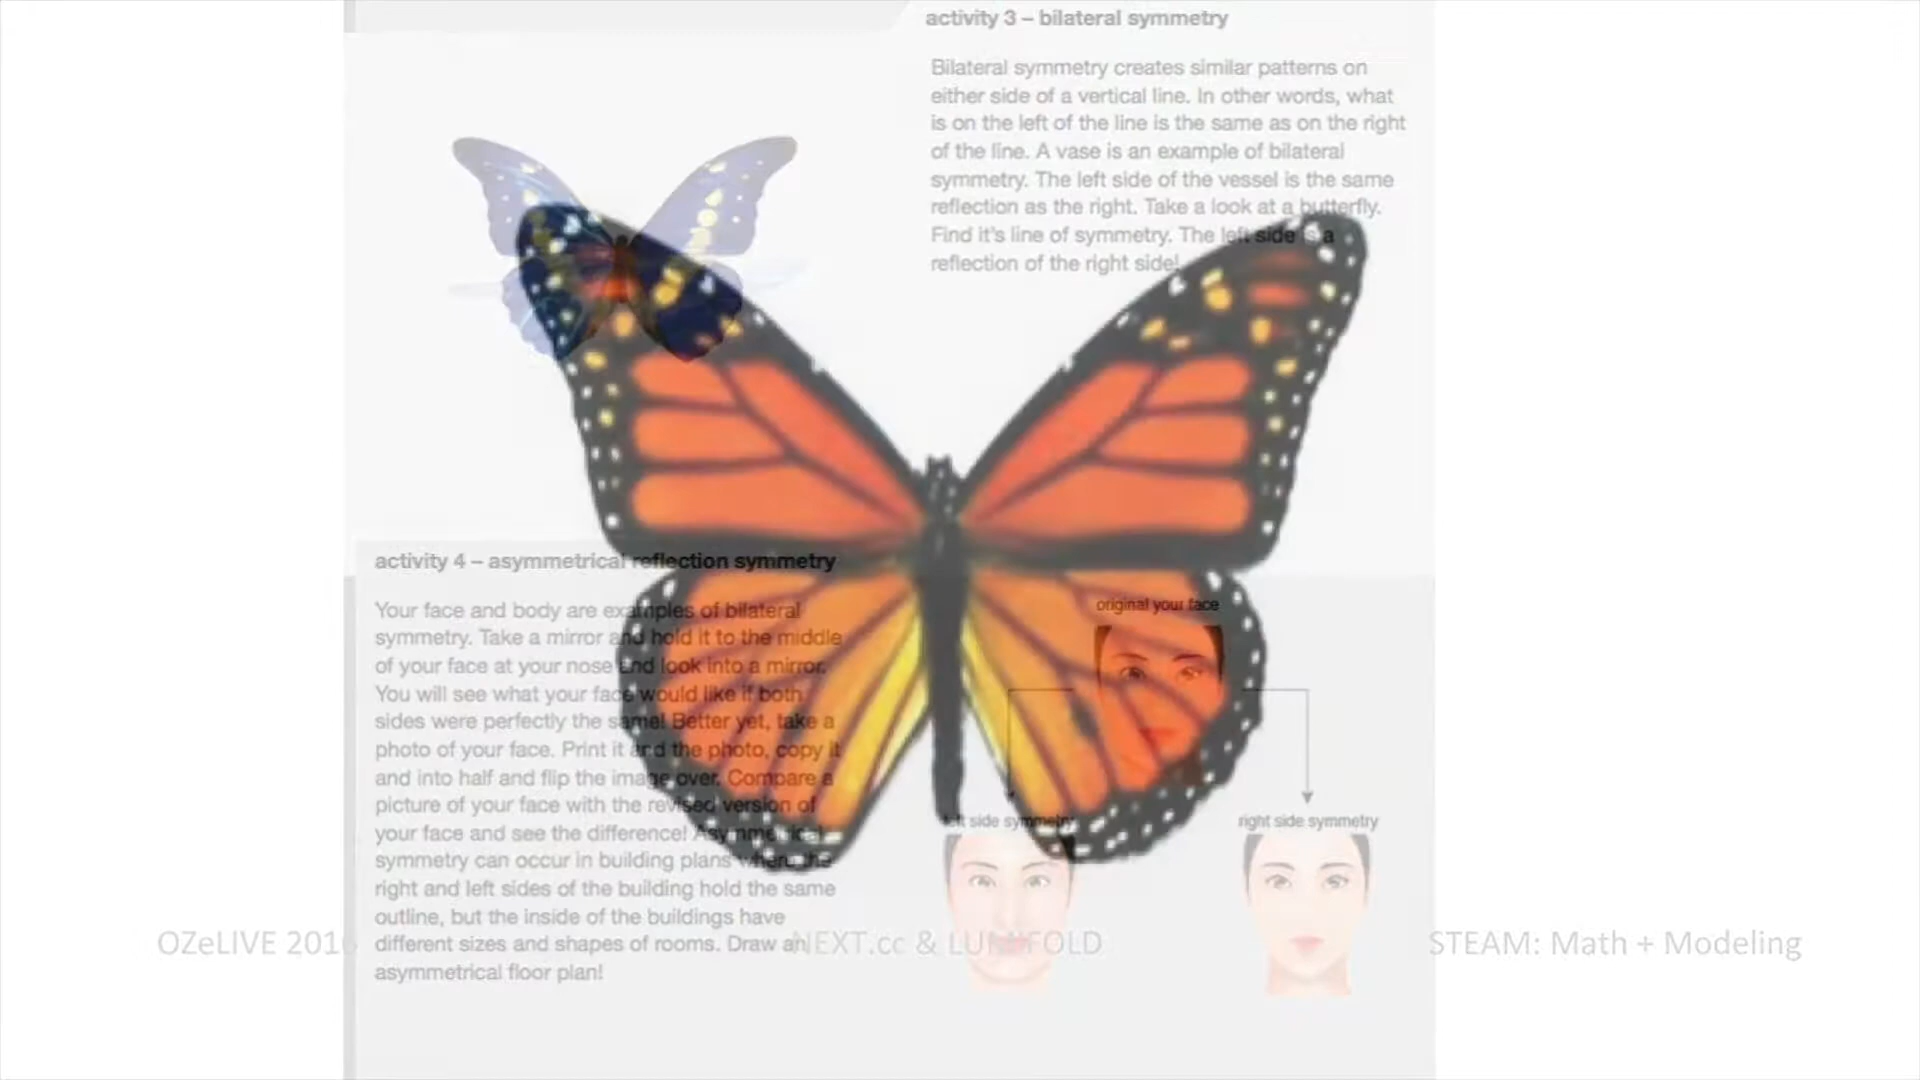 activity 3 – bilateral symmetry
Bilateral symmetry creates similar patterns on
either side of a vertical line. In other words, what
is on the left of the line is the same as on the right
of the line. A vase is an example of bilateral
symmetry. The left side of the vessel is the same
reflection as the right. Take a look at a butterfly.
Find it's line of symmetry. The left side is a
reflection of the right side!
activity 4 – asymmetrical reflection symmetry
Your face and body are examples of bilateral
symmetry. Take a mirror and hold it to the middle
of your face at your nose and look into a mirror.
You will see what your face would like if both
sides were perfectly the same! Better yet, take a
photo of your face. Print it and the photo, copy it
and into half and flip the image over. Compare a
picture of your face with the revised version of
your face and see the difference! Asymmetrical
symmetry can occur in building plans where the
right and left sides of the building hold the same
outline, but the inside of the buildings have
different sizes and shapes of rooms. Draw an
asymmetrical floor plan!
original your face
left side symmetry
right side symmetry
OZeLIVE 2016
NEXT.cc & LUMIFOLD
STEAM: Math + Modeling